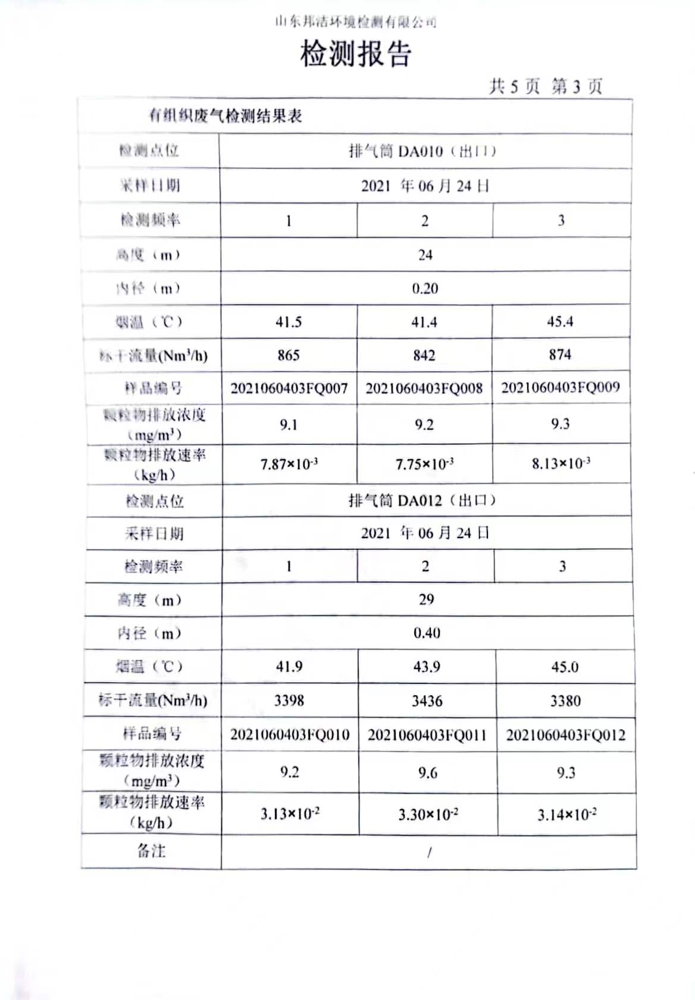 山东邦洁环境检测有限公司
检测报告
共 5 页 第 3 页
有组织废气检测结果表
检测点位 排气筒 DA010（出口）
采样日期 2021 年 06 月 24 日
检测频率 1 2 3
高度（m） 24
内径（m） 0.20
烟温（℃） 41.5 41.4 45.4
标干流量(Nm³/h) 865 842 874
样品编号 2021060403FQ007 2021060403FQ008 2021060403FQ009
颗粒物排放浓度
（mg/m³） 9.1 9.2 9.3
颗粒物排放速率
（kg/h） 7.87×10⁻³ 7.75×10⁻³ 8.13×10⁻³
检测点位 排气筒 DA012（出口）
采样日期 2021 年 06 月 24 日
检测频率 1 2 3
高度（m） 29
内径（m） 0.40
烟温（℃） 41.9 43.9 45.0
标干流量(Nm³/h) 3398 3436 3380
样品编号 2021060403FQ010 2021060403FQ011 2021060403FQ012
颗粒物排放浓度
（mg/m³） 9.2 9.6 9.3
颗粒物排放速率
（kg/h） 3.13×10⁻² 3.30×10⁻² 3.14×10⁻²
备注 /